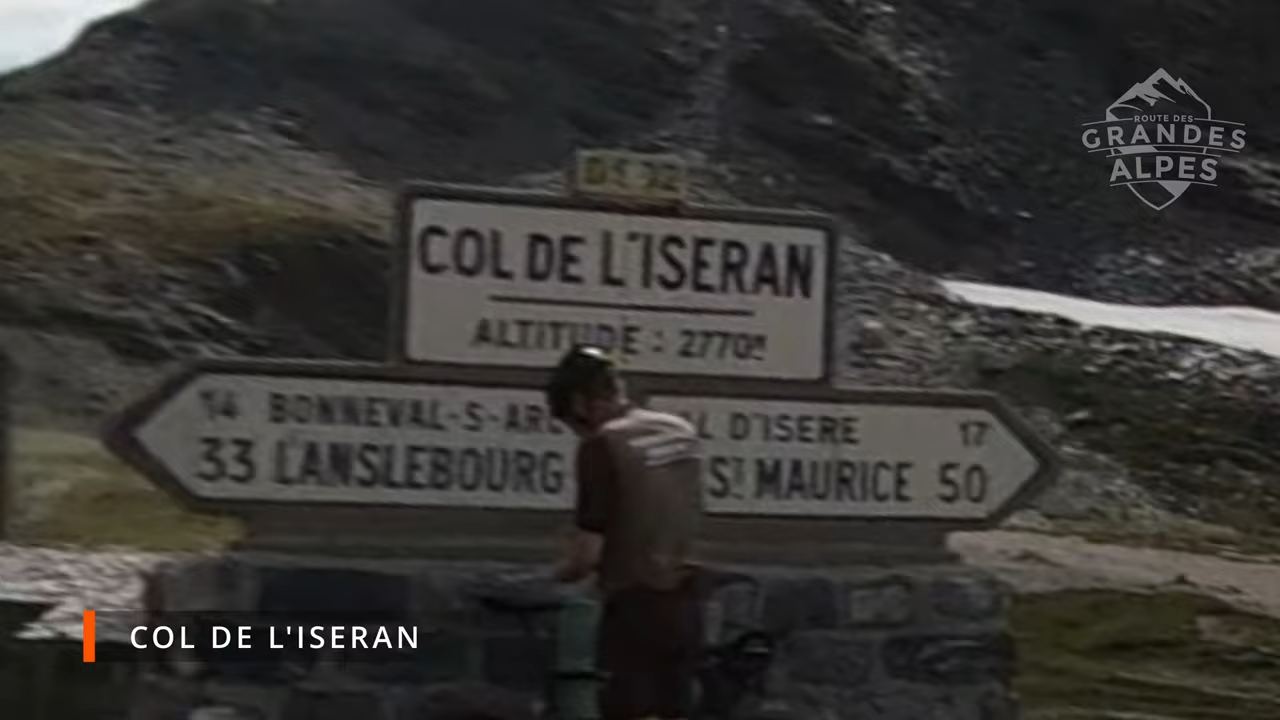 ROUTE DES
GRANDES
ALPES
COL DE L'ISERAN
ALTITUDE : 2770m
14 BONNEVAL-S-ARC
L D'ISERE 17
33 LANSLEBOURG
ST MAURICE 50
COL DE L'ISERAN